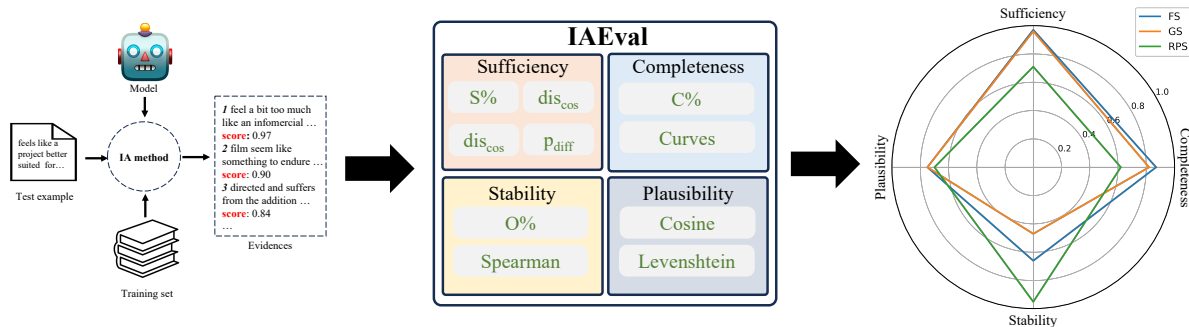 Model
feels like a
project better
suited for…
Test example
IA method
Training set
1 feel a bit too much
like an infomercial …
score: 0.97
2 film seem like
something to endure …
score: 0.90
3 directed and suffers
from the addition …
score: 0.84
…
Evidences
IAEval
Sufficiency
S%
dis_cos
dis_cos
p_diff
Completeness
C%
Curves
Stability
O%
Spearman
Plausibility
Cosine
Levenshtein
Sufficiency
FS
GS
RPS
1.0
0.8
0.6
0.4
0.2
Plausibility
Completeness
Stability